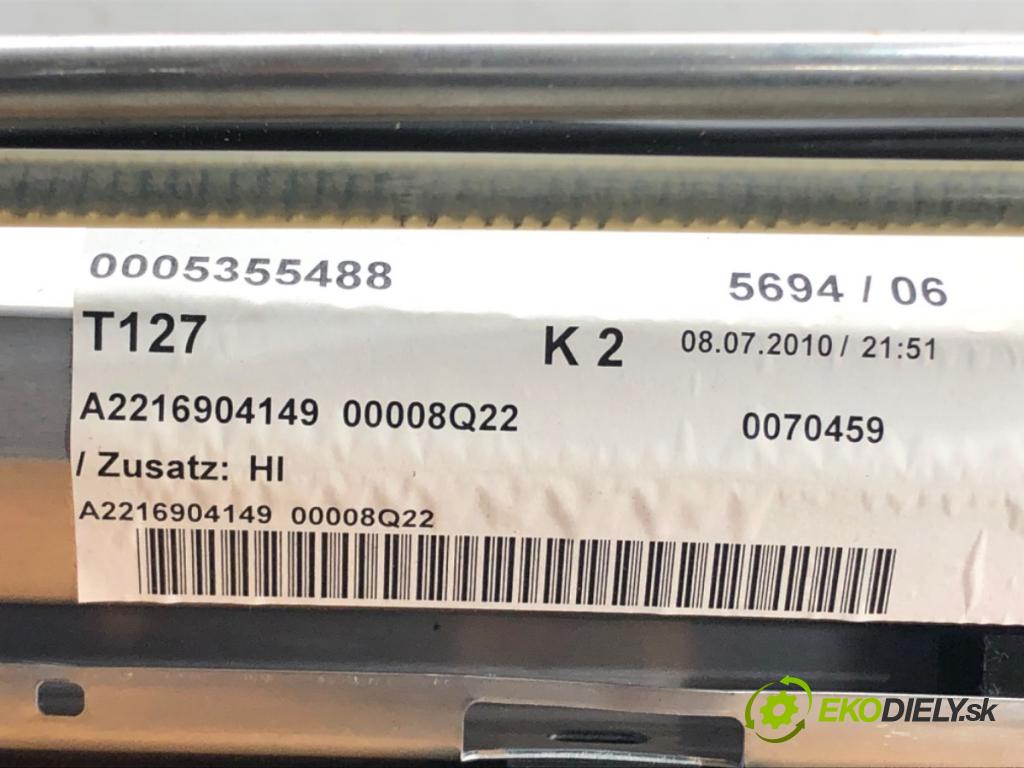 0005355488 5694 / 06
T127 K 2 08.07.2010 / 21:51
A2216904149 00008Q22 0070459
/ Zusatz: HI
A2216904149 00008Q22
EKODIELY.sk